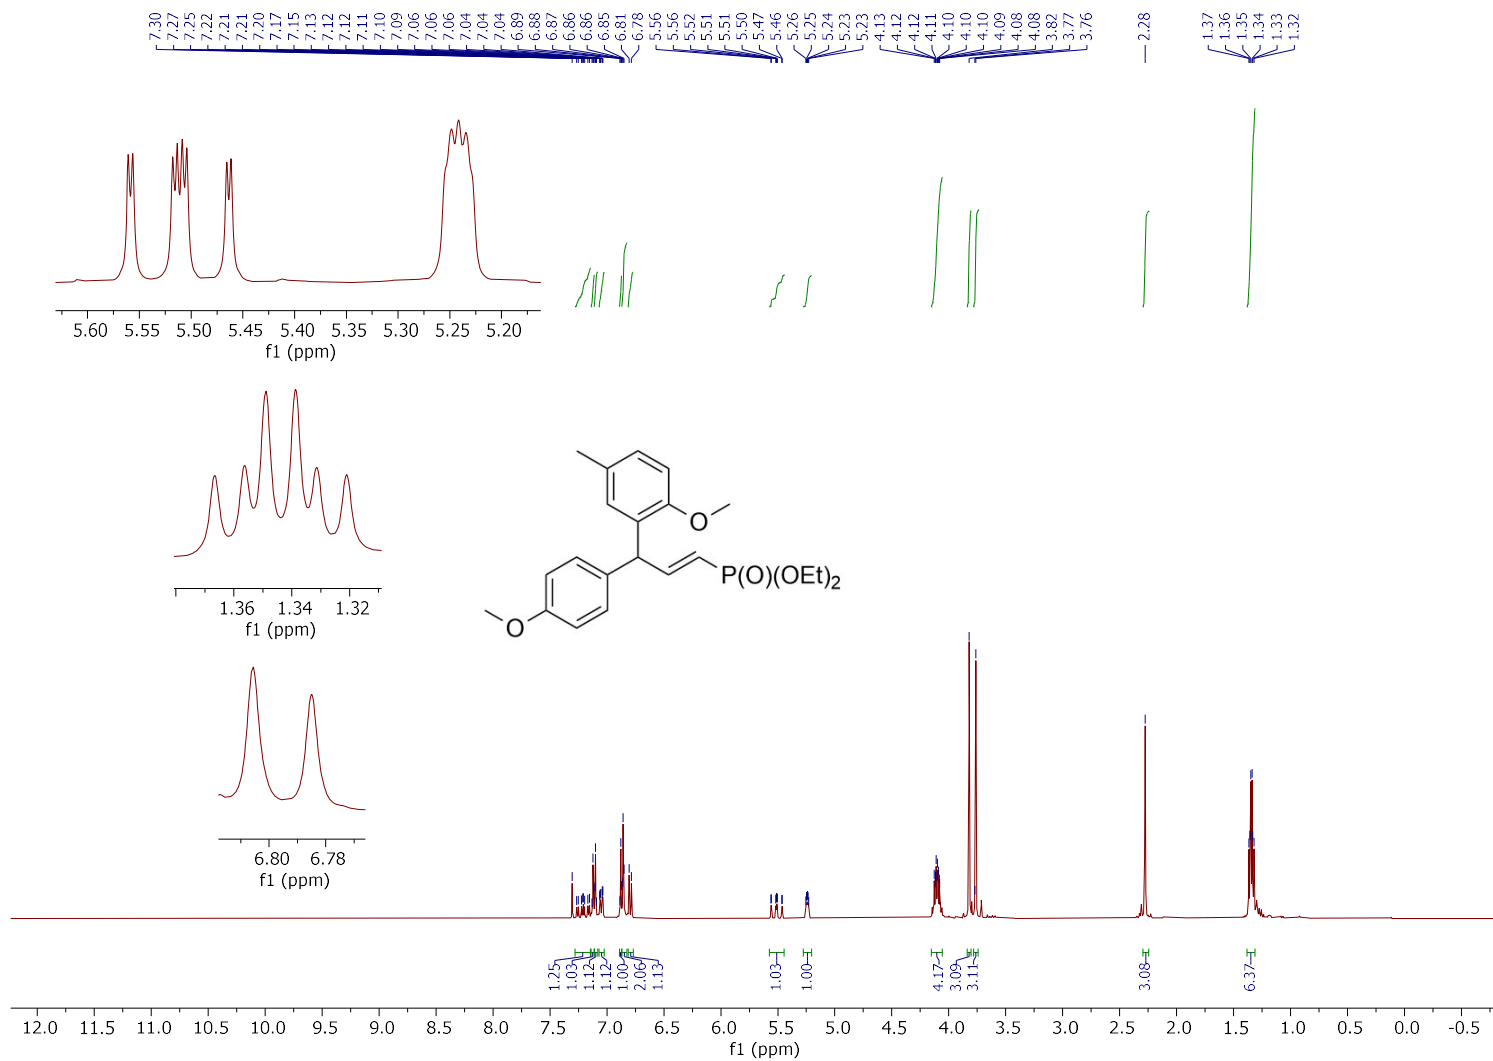 7.30 7.27 7.25 7.22 7.21 7.21 7.20 7.17 7.15 7.13 7.12 7.12 7.11 7.10 7.09 7.06 7.06 7.06 7.04 7.04 7.04 6.89 6.88 6.87 6.86 6.86 6.85 6.81 6.78 5.56 5.56 5.52 5.51 5.51 5.50 5.47 5.46 5.26 5.25 5.24 5.23 5.23 4.13 4.12 4.12 4.11 4.10 4.10 4.10 4.09 4.08 4.08 3.82 3.77 3.76 2.28 1.37 1.36 1.35 1.34 1.33 1.32
5.60 5.55 5.50 5.45 5.40 5.35 5.30 5.25 5.20
f1 (ppm)
1.36 1.34 1.32
f1 (ppm)
O
P(O)(OEt)2
O
6.80 6.78
f1 (ppm)
1.25 1.03 1.12 1.12 1.00 2.06 1.13 1.03 1.00 4.17 3.09 3.11 3.08 6.37
12.0 11.5 11.0 10.5 10.0 9.5 9.0 8.5 8.0 7.5 7.0 6.5 6.0 5.5 5.0 4.5 4.0 3.5 3.0 2.5 2.0 1.5 1.0 0.5 0.0 -0.5
f1 (ppm)